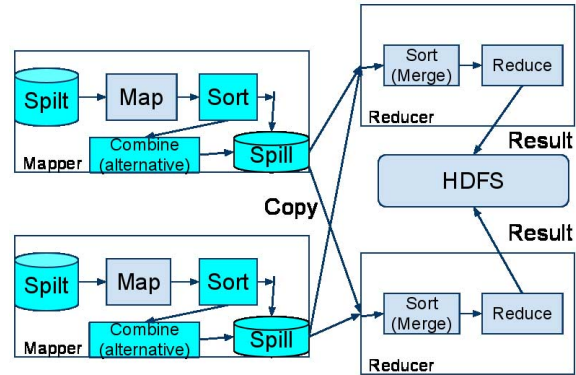 Spilt
Map
Sort
Combine
(alternative)
Spill
Mapper
Sort
(Merge)
Reduce
Reducer
Result
HDFS
Copy
Result
Spilt
Map
Sort
Combine
(alternative)
Spill
Mapper
Sort
(Merge)
Reduce
Reducer